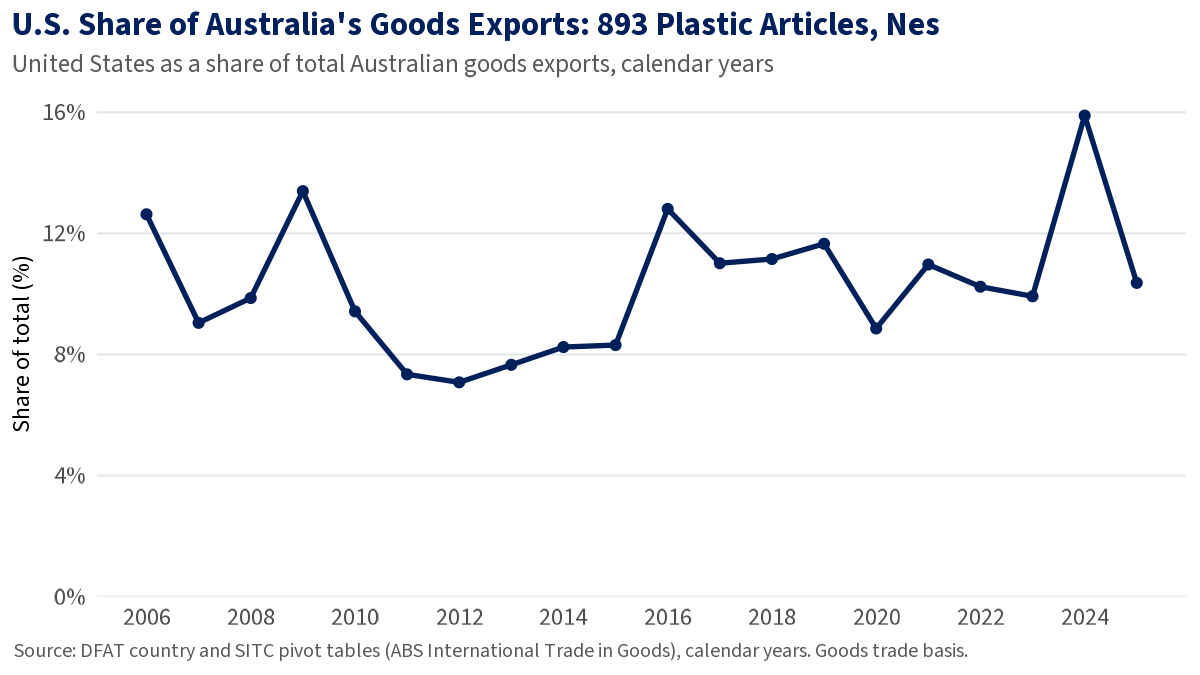 U.S. Share of Australia's Goods Exports: 893 Plastic Articles, Nes
United States as a share of total Australian goods exports, calendar years
Share of total (%)
16%
12%
8%
4%
0%
2006 2008 2010 2012 2014 2016 2018 2020 2022 2024
Source: DFAT country and SITC pivot tables (ABS International Trade in Goods), calendar years. Goods trade basis.